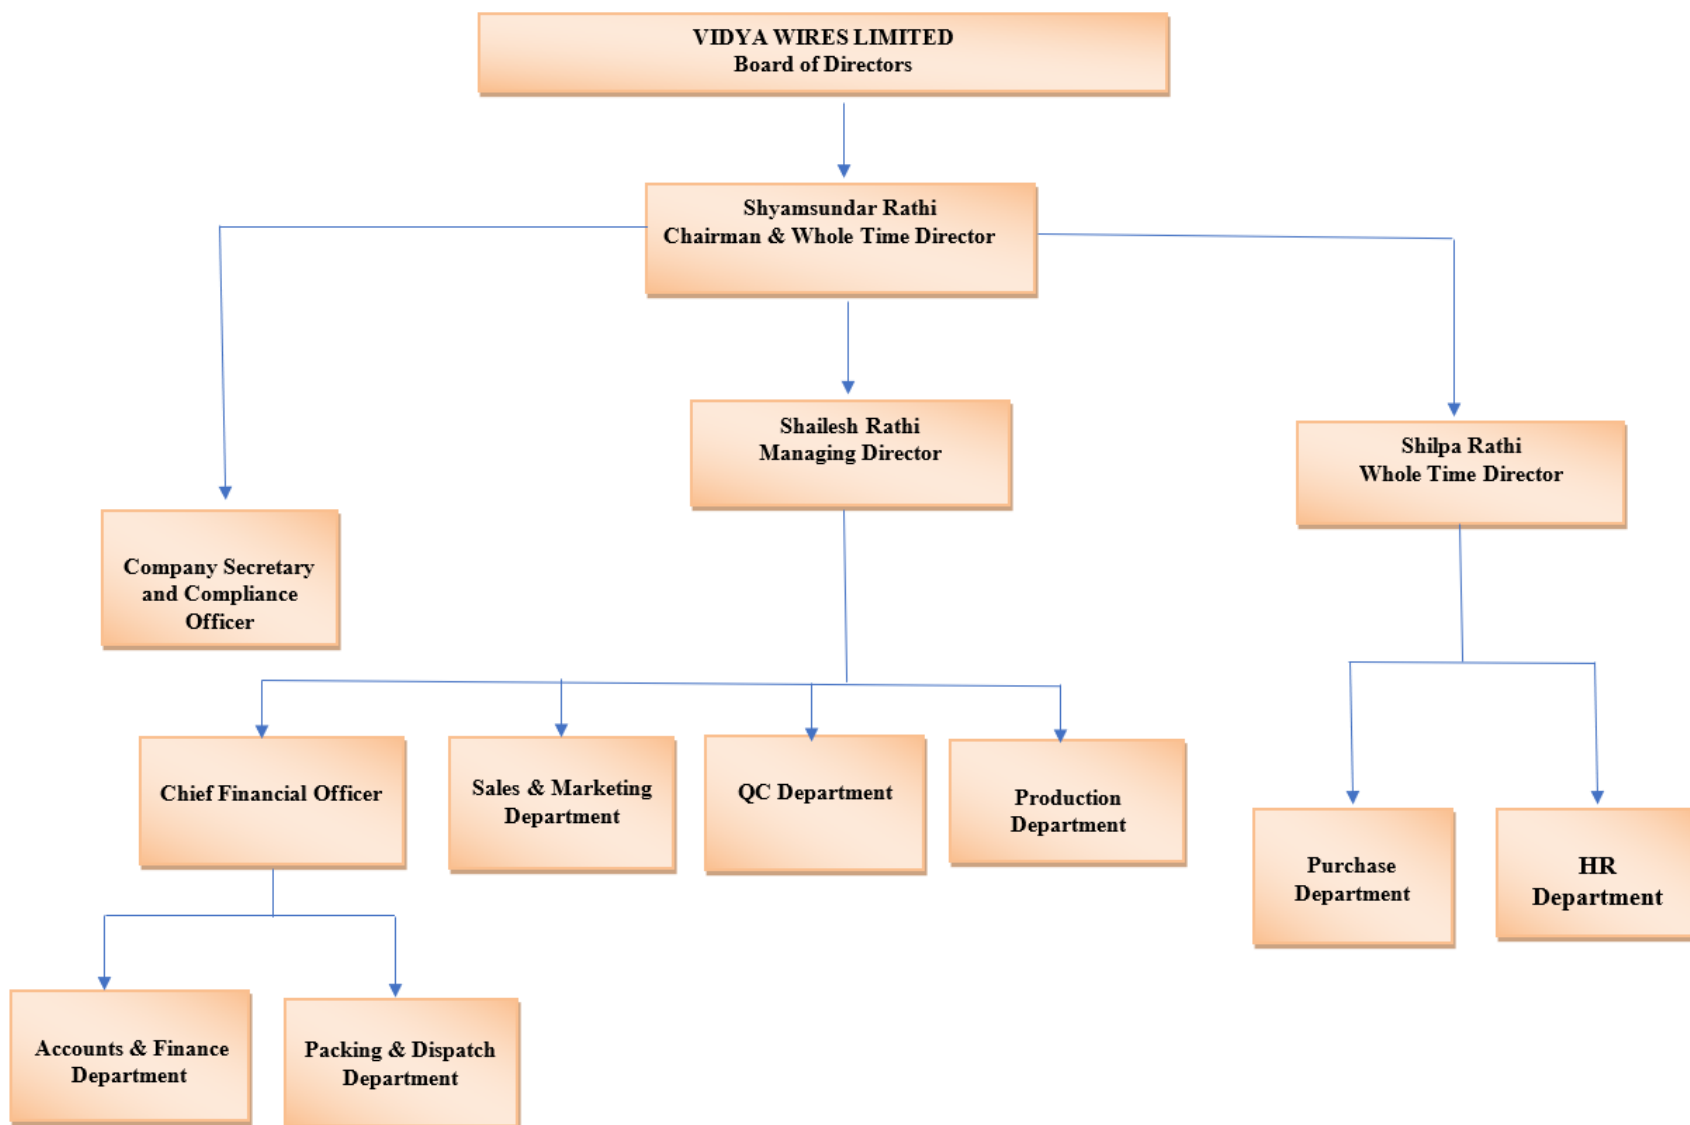 VIDYA WIRES LIMITED
Board of Directors
Shyamsundar Rathi
Chairman & Whole Time Director
Shailesh Rathi
Managing Director
Shilpa Rathi
Whole Time Director
Company Secretary
and Compliance
Officer
Chief Financial Officer
Sales & Marketing
Department
QC Department
Production
Department
Purchase
Department
HR
Department
Accounts & Finance
Department
Packing & Dispatch
Department